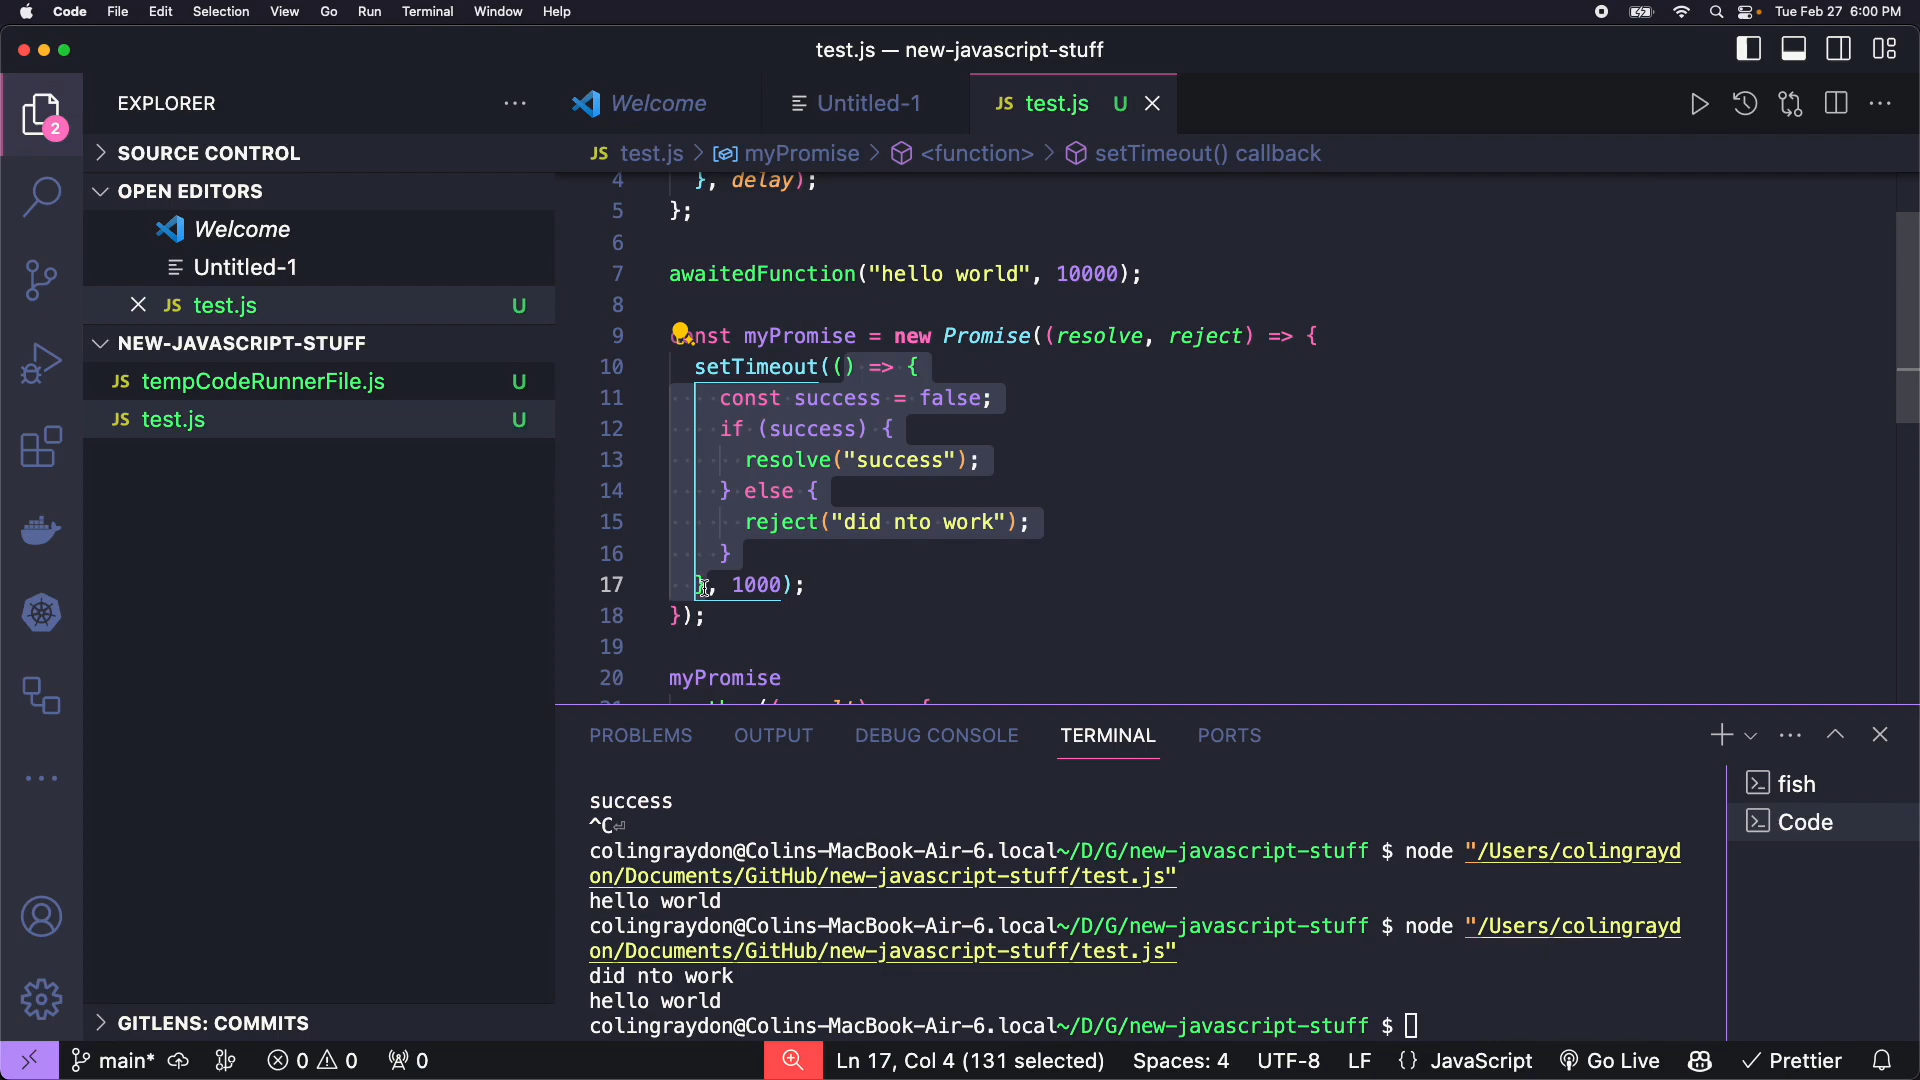 Code File Edit Selection View Go Run Terminal Window Help Tue Feb 27 6:00 PM
test.js — new-javascript-stuff
EXPLORER
2
SOURCE CONTROL
OPEN EDITORS
Welcome
Untitled-1
JS test.js U
NEW-JAVASCRIPT-STUFF
JS tempCodeRunnerFile.js U
JS test.js U
GITLENS: COMMITS
Welcome Untitled-1 JS test.js U
JS test.js > myPromise > <function> > setTimeout() callback
4 }, delay);
5 };
6
7 awaitedFunction("hello world", 10000);
8
9 const myPromise = new Promise((resolve, reject) => {
10 setTimeout(() => {
11 const success = false;
12 if (success) {
13 resolve("success");
14 } else {
15 reject("did nto work");
16 }
17 }, 1000);
18 });
19
20 myPromise
PROBLEMS OUTPUT DEBUG CONSOLE TERMINAL PORTS
success
^C
colingraydon@Colins-MacBook-Air-6.local~/D/G/new-javascript-stuff $ node "/Users/colingrayd
on/Documents/GitHub/new-javascript-stuff/test.js"
hello world
colingraydon@Colins-MacBook-Air-6.local~/D/G/new-javascript-stuff $ node "/Users/colingrayd
on/Documents/GitHub/new-javascript-stuff/test.js"
did nto work
hello world
colingraydon@Colins-MacBook-Air-6.local~/D/G/new-javascript-stuff $
fish
Code
main* 0 0 0 Ln 17, Col 4 (131 selected) Spaces: 4 UTF-8 LF {} JavaScript Go Live Prettier